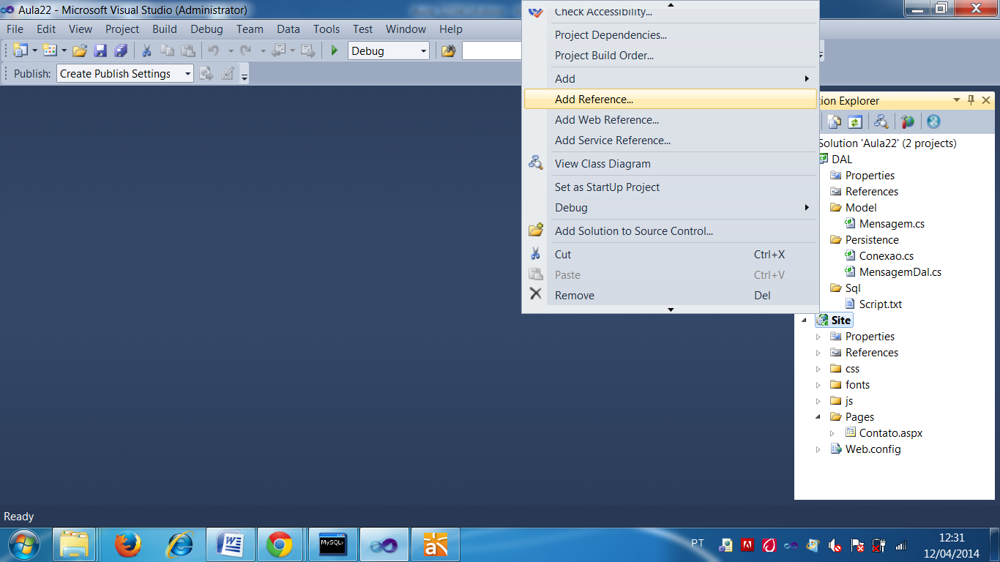 Aula22 - Microsoft Visual Studio (Administrator)
File Edit View Project Build Debug Team Data Tools Test Window Help
Debug
Publish: Create Publish Settings
Check Accessibility...
Project Dependencies...
Project Build Order...
Add
Add Reference...
Add Web Reference...
Add Service Reference...
View Class Diagram
Set as StartUp Project
Debug
Add Solution to Source Control...
Cut Ctrl+X
Paste Ctrl+V
Remove Del
tion Explorer
Solution 'Aula22' (2 projects)
DAL
Properties
References
Model
Mensagem.cs
Persistence
Conexao.cs
MensagemDal.cs
Sql
Script.txt
Site
Properties
References
css
fonts
js
Pages
Contato.aspx
Web.config
Ready
MySQL>
PT
12:31
12/04/2014